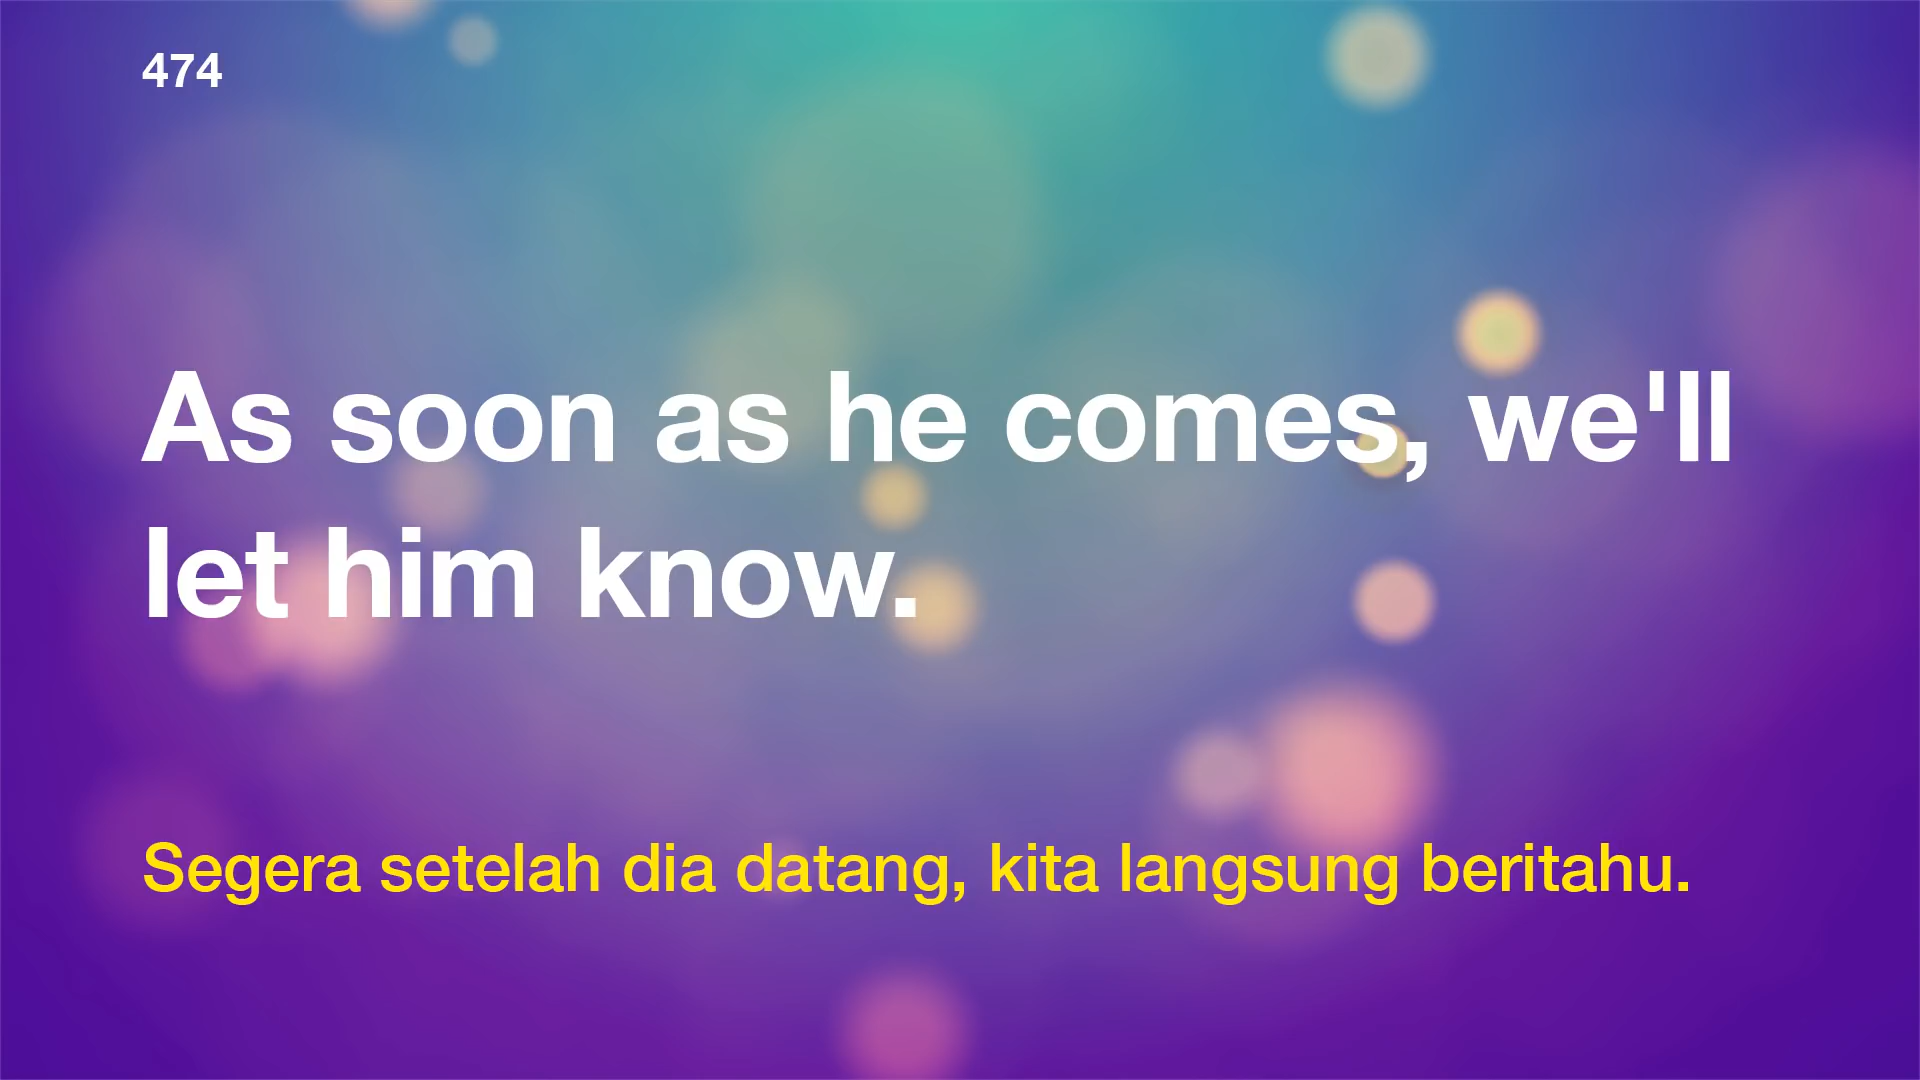 474
As soon as he comes, we'll
let him know.
Segera setelah dia datang, kita langsung beritahu.